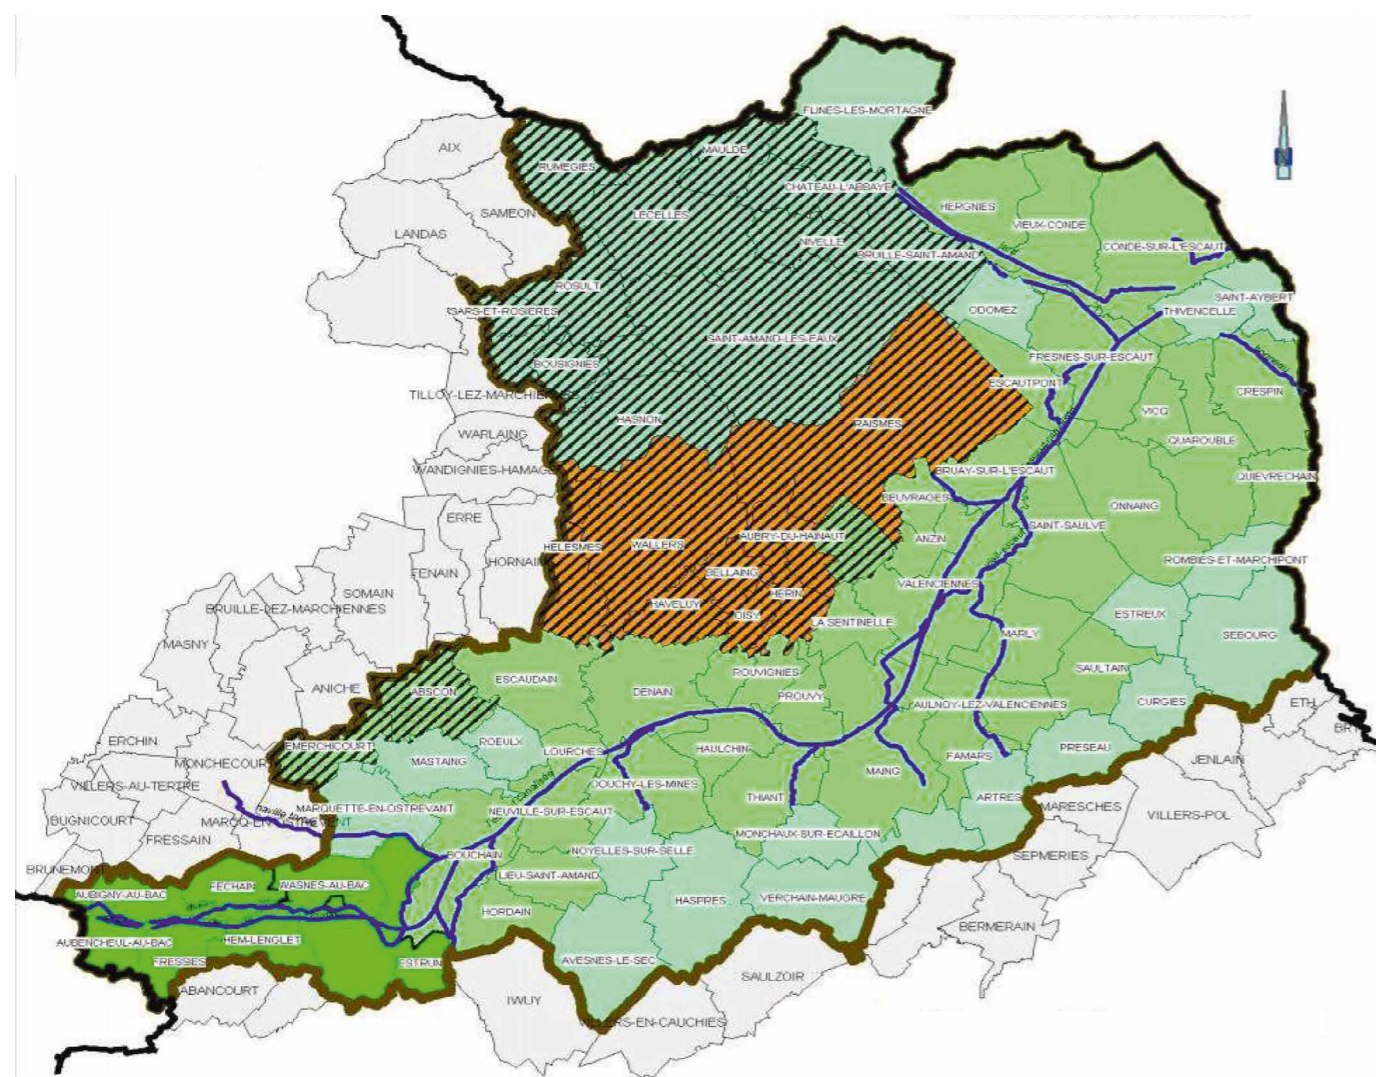 FLINES-LES-MORTAGNE
AIX
MAULDE
RUMEGIES
CHATEAU-L'ABBAYE
HERGNIES
SAMEON
LECELLES
VIEUX-CONDE
LANDAS
NIVELLE
CONDE-SUR-L'ESCAUT
BRUILLE-SAINT-AMAND
ROSULT
SAINT-AYBERT
SARS-ET-ROSIERES
ODOMEZ
THIVENCELLE
SAINT-AMAND-LES-EAUX
FRESNES-SUR-ESCAUT
BOUSIGNIES
ESCAUTPONT
CRESPIN
TILLOY-LEZ-MARCHIENNES
VICQ
HASNON
RAISMES
WARLAING
QUAROUBLE
WANDIGNIES-HAMAGE
BRUAY-SUR-L'ESCAUT
QUIEVRECHAIN
BEUVRAGES
ONNAING
ERRE
SAINT-SAULVE
AUBRY-DU-HAINAUT
ANZIN
HELESMES
WALLERS
ROMBIES-ET-MARCHIPONT
HORNAING
FENAIN
BELLAING
VALENCIENNES
SOMAIN
HERIN
BRUILLE-LEZ-MARCHIENNES
HAVELUY
OISY
ESTREUX
LA SENTINELLE
MARLY
SEBOURG
MASNY
ROUVIGNIES
SAULTAIN
ESCAUDAIN
ANICHE
ABSCON
DENAIN
PROUVY
CURGIES
ETH
AULNOY-LEZ-VALENCIENNES
BRY
ERCHIN
EMERCHICOURT
ROEULX
LOURCHES
HAULCHIN
PRESEAU
MONCHECOURT
MASTAING
FAMARS
JENLAIN
MAING
VILLERS-AU-TERTRE
DOUCHY-LES-MINES
THIANT
ARTRES
MARQUETTE-EN-OSTREVANT
NEUVILLE-SUR-ESCAUT
MARESCHES
VILLERS-POL
BUGNICOURT
MARCQ-EN-OSTREVENT
MONCHAUX-SUR-ECAILLON
FRESSAIN
NOYELLES-SUR-SELLE
BOUCHAIN
SEPMERIES
BRUNEMONT
LIEU-SAINT-AMAND
FECHAIN
WASNES-AU-BAC
AUBIGNY-AU-BAC
HASPRES
VERCHAIN-MAUGRE
HORDAIN
BERMERAIN
AUBENCHEUL-AU-BAC
HEM-LENGLET
FRESSIES
ESTRUN
AVESNES-LE-SEC
SAULZOIR
ABANCOURT
IWUY
VILLERS-EN-CAUCHIES